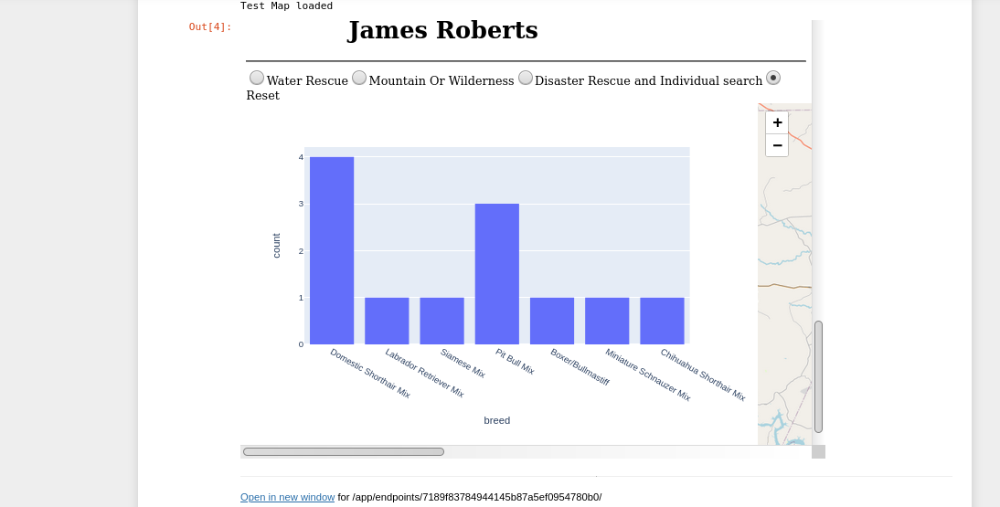 Test Map loaded
Out[4]:
James Roberts
Water Rescue Mountain Or Wilderness Disaster Rescue and Individual search
Reset
+
−
4
3
2
1
0
count
Domestic Shorthair Mix
Labrador Retriever Mix
Siamese Mix
Pit Bull Mix
Boxer/Bullmastiff
Miniature Schnauzer Mix
Chihuahua Shorthair Mix
breed
Open in new window for /app/endpoints/7189f83784944145b87a5ef0954780b0/